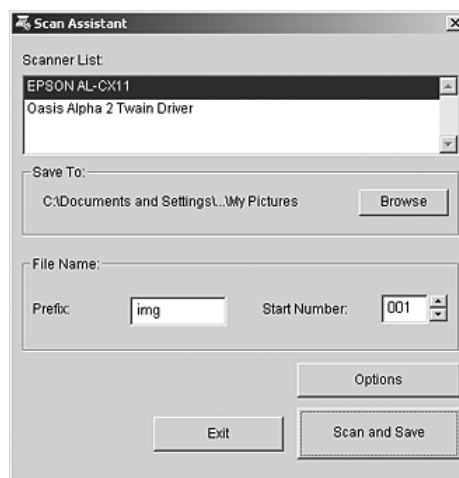 Scan Assistant
Scanner List:
EPSON AL-CX11
Oasis Alpha 2 Twain Driver
Save To:
C:\Documents and Settings\...\My Pictures
Browse
File Name:
Prefix:
img
Start Number:
001
Options
Exit
Scan and Save